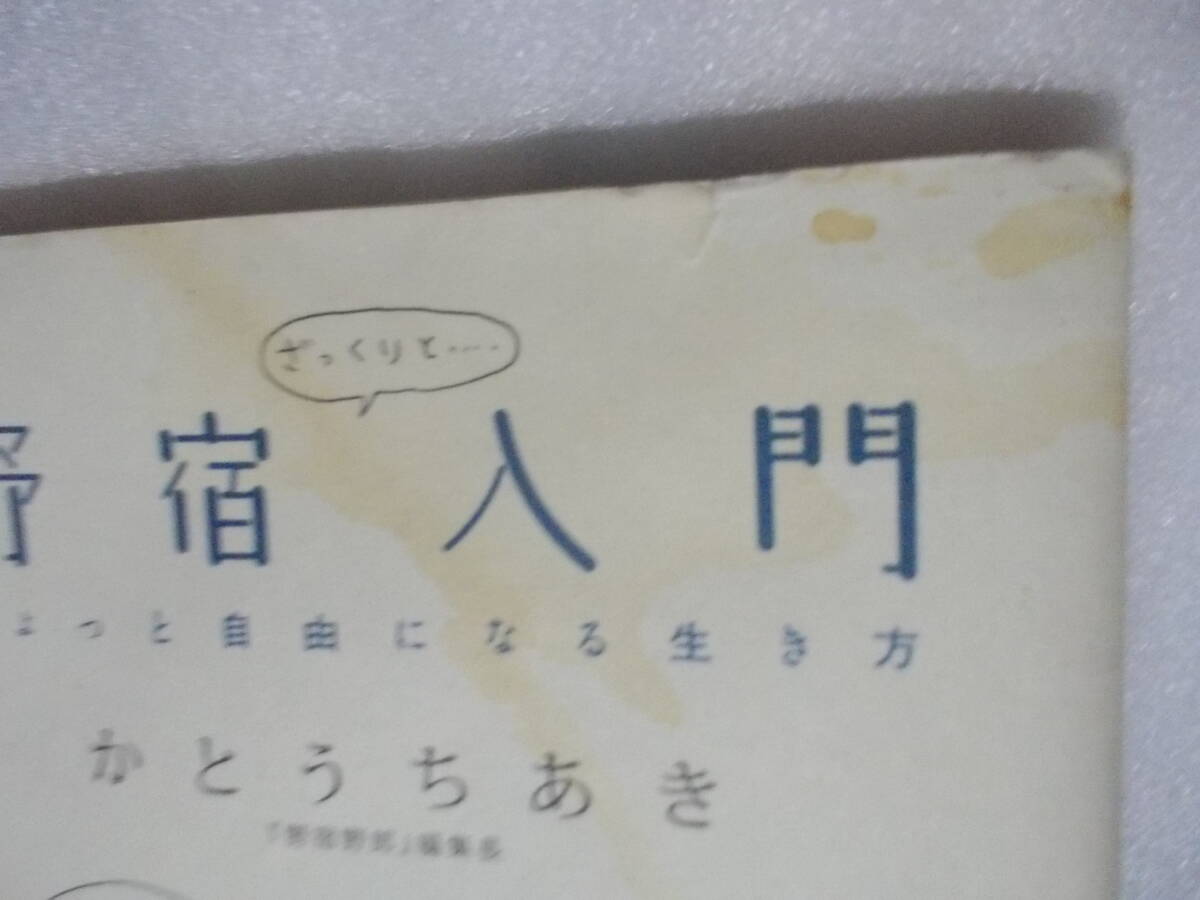 ざっくりと‥‥
野宿入門
ょっと自由になる生き方
かとうちあき
「野宿野郎」編集長